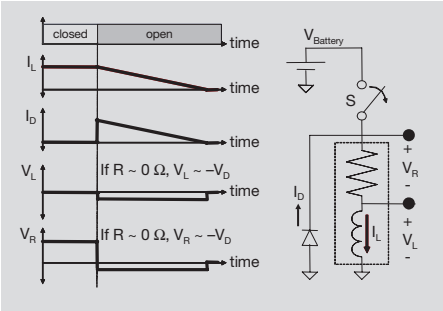 closed open
time
I_L
time
I_D
time
V_L If R ~ 0 Ω, V_L ~ –V_D
time
V_R If R ~ 0 Ω, V_R ~ –V_D
time
V_Battery
S
+
V_R
-
I_D
+
I_L V_L
-